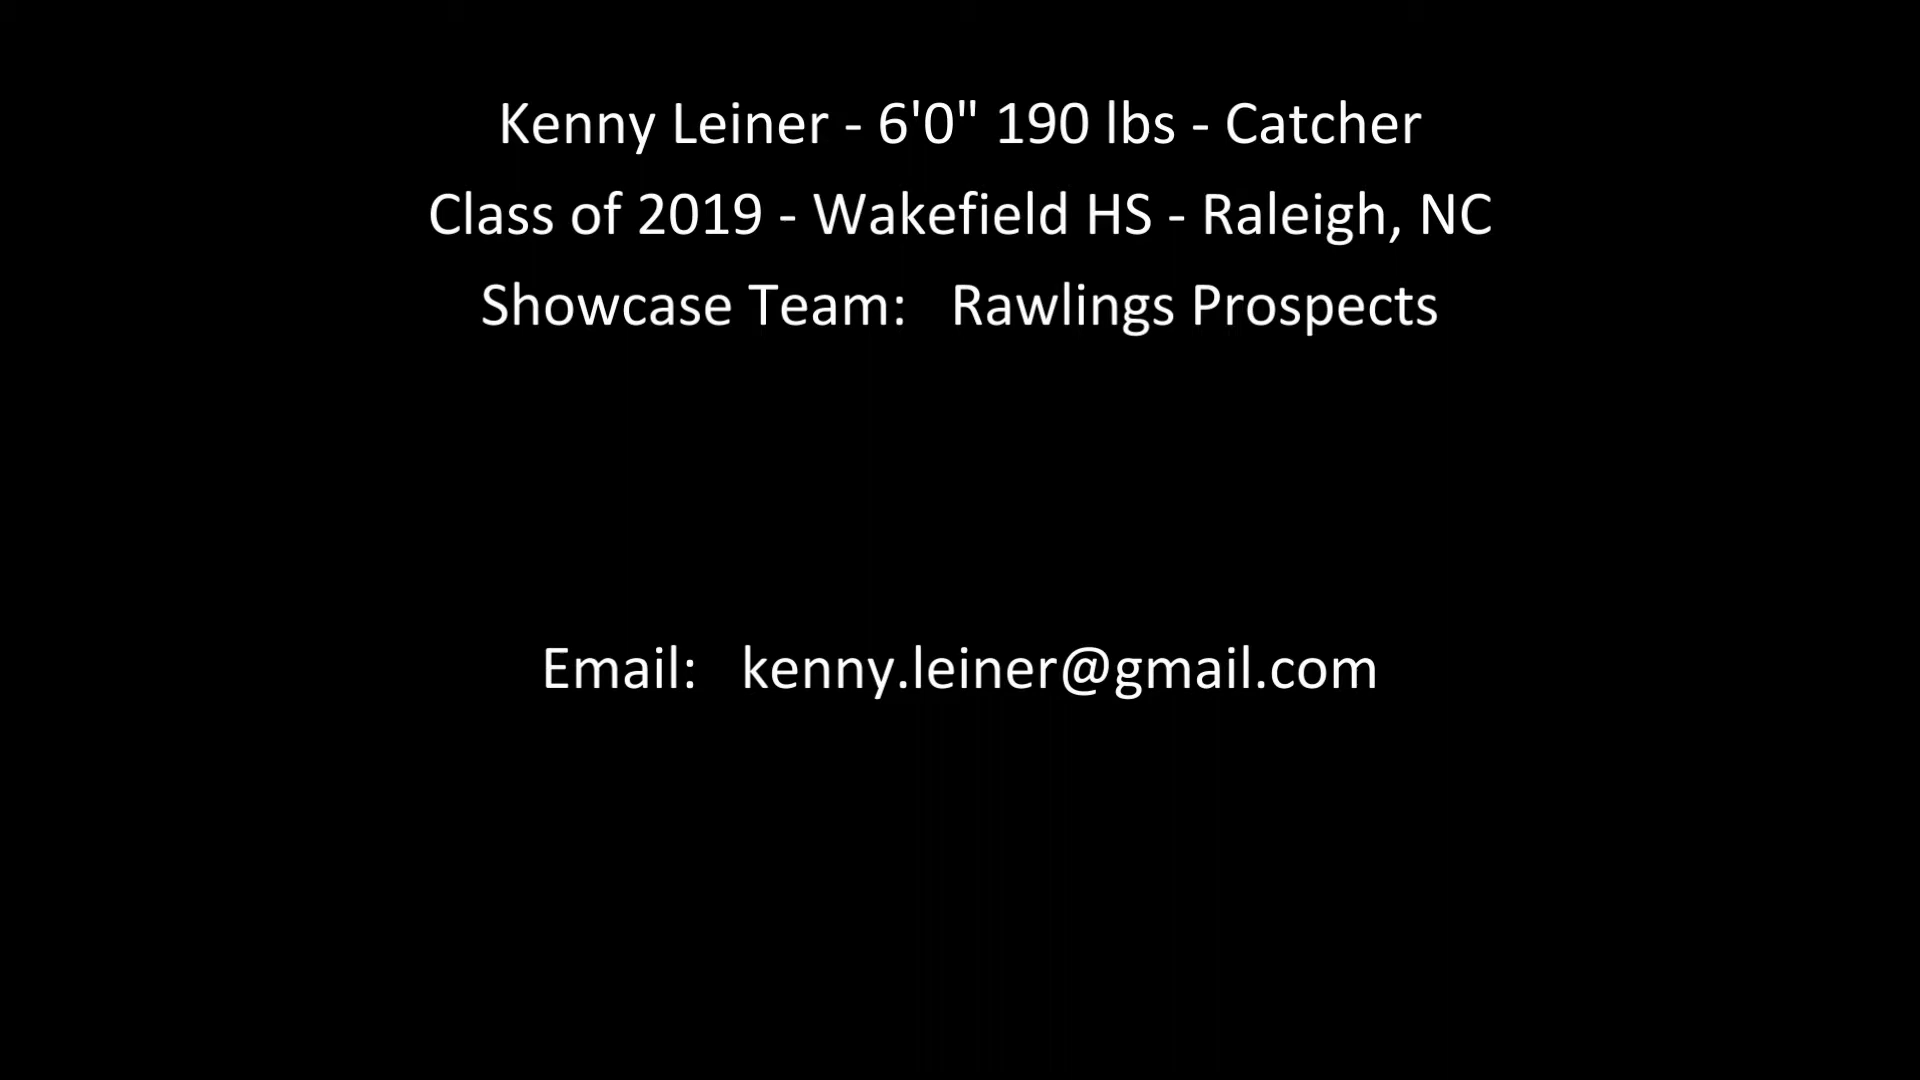 Kenny Leiner - 6'0" 190 lbs - Catcher
Class of 2019 - Wakefield HS - Raleigh, NC
Showcase Team:   Rawlings Prospects
Email:   kenny.leiner@gmail.com